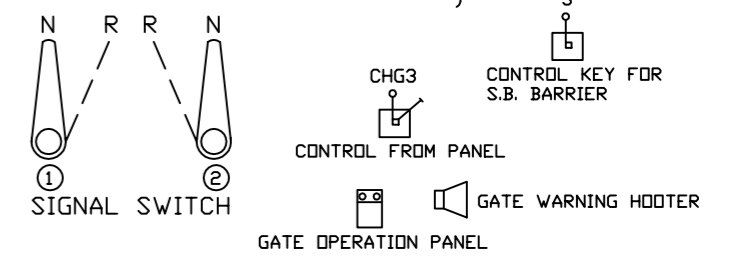 N R R N
1 2
SIGNAL SWITCH
CHG3
CONTROL FROM PANEL
CONTROL KEY FOR
S.B. BARRIER
GATE WARNING HOOTER
GATE OPERATION PANEL